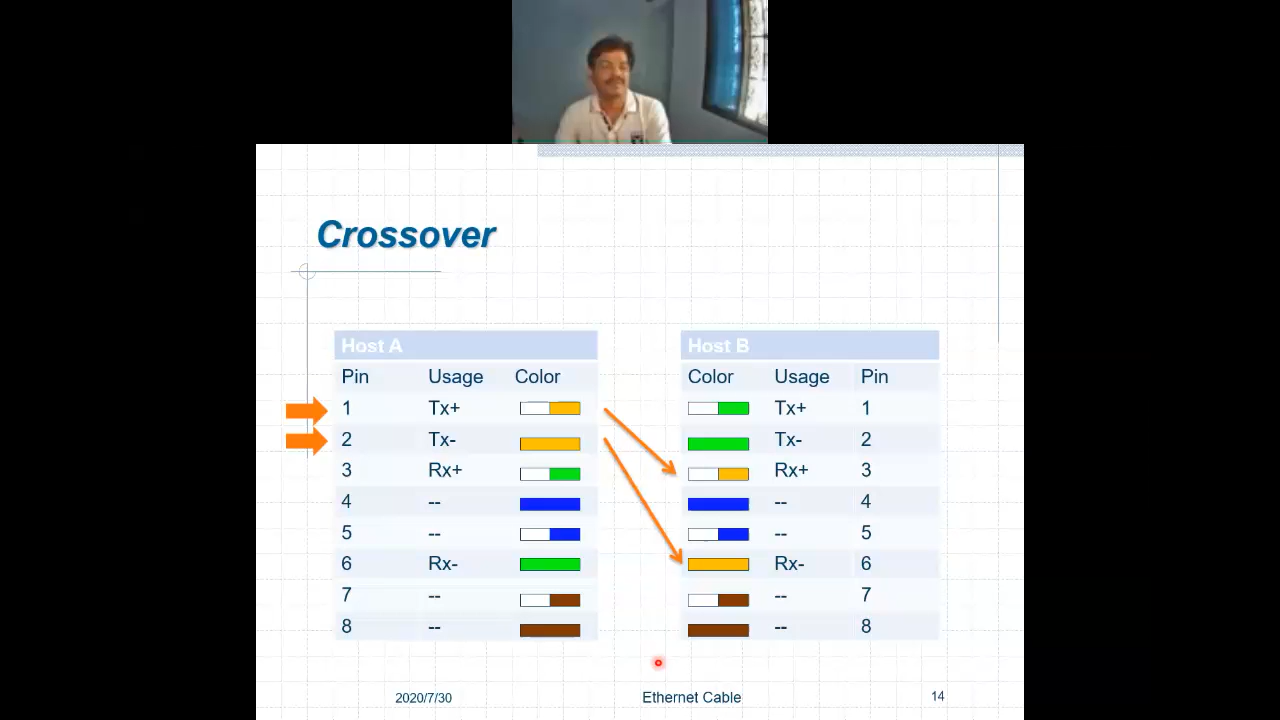 Crossover
Host A Host B
Pin Usage Color Color Usage Pin
1 Tx+ Tx+ 1
2 Tx- Tx- 2
3 Rx+ Rx+ 3
4 -- -- 4
5 -- -- 5
6 Rx- Rx- 6
7 -- -- 7
8 -- -- 8
2020/7/30 Ethernet Cable 14